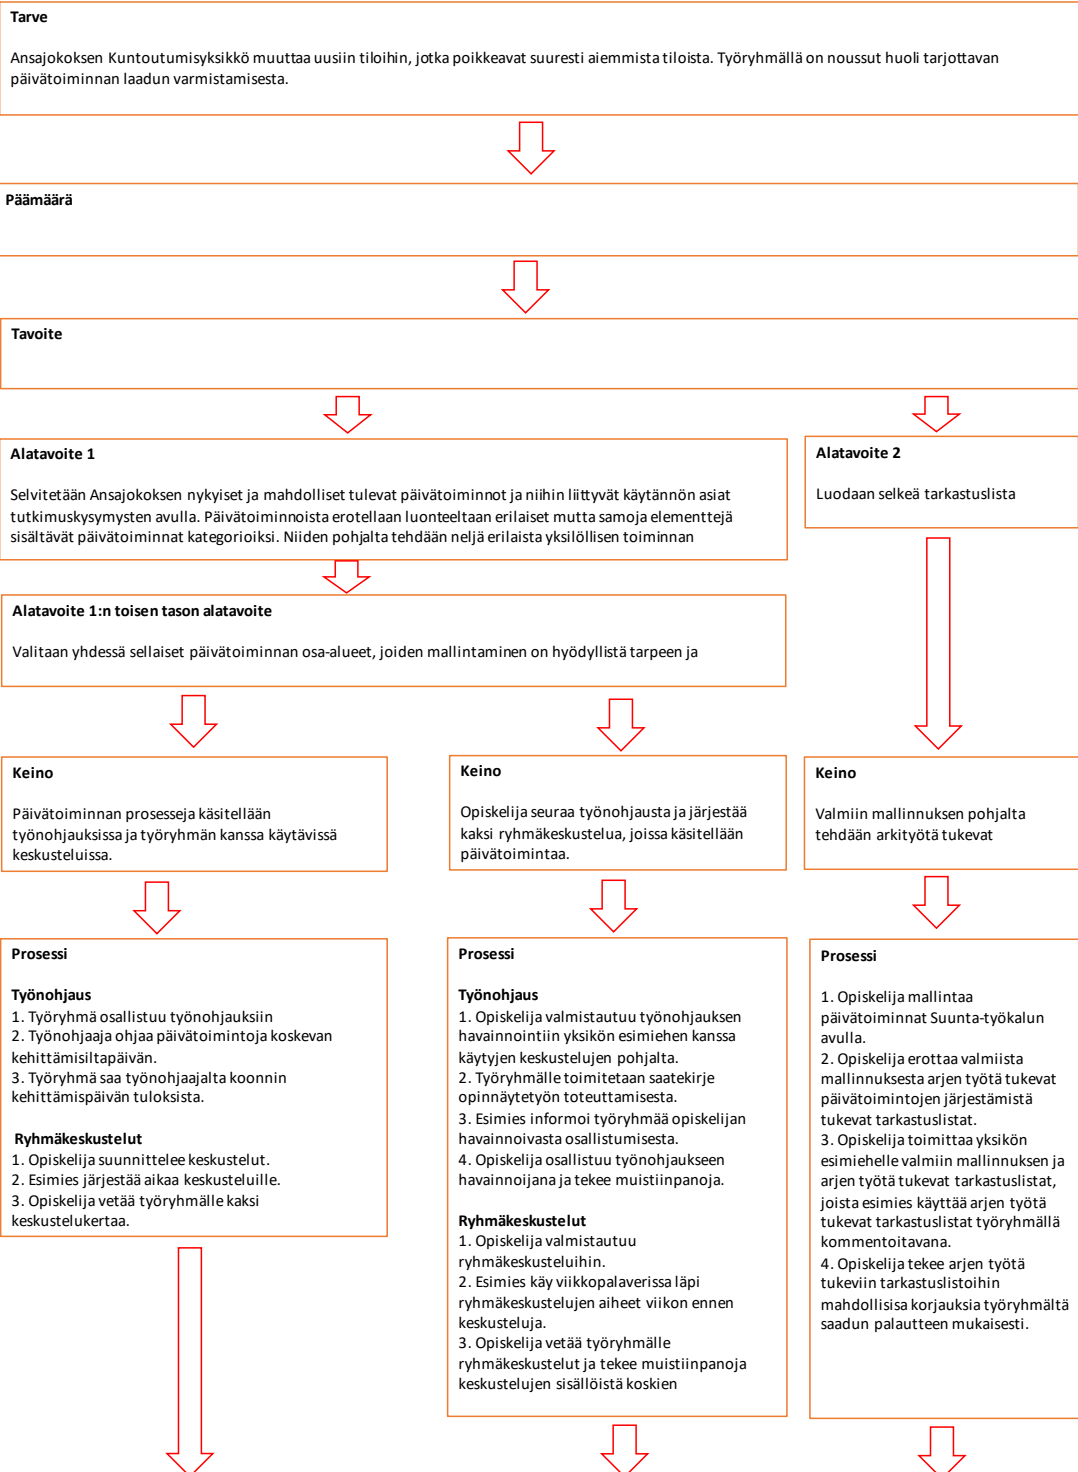 Tarve
Ansajokoksen Kuntoutumisyksikkö muuttaa uusiin tiloihin, jotka poikkeavat suuresti aiemmista tiloista. Työryhmällä on noussut huoli tarjottavan
päivätoiminnan laadun varmistamisesta.
Päämäärä
Tavoite
Alatavoite 1
Selvitetään Ansajokoksen nykyiset ja mahdolliset tulevat päivätoiminnot ja niihin liittyvät käytännön asiat
tutkimuskysymysten avulla. Päivätoiminnoista erotellaan luonteeltaan erilaiset mutta samoja elementtejä
sisältävät päivätoiminnat kategorioiksi. Niiden pohjalta tehdään neljä erilaista yksilöllisen toiminnan
Alatavoite 2
Luodaan selkeä tarkastuslista
Alatavoite 1:n toisen tason alatavoite
Valitaan yhdessä sellaiset päivätoiminnan osa-alueet, joiden mallintaminen on hyödyllistä tarpeen ja
Keino
Päivätoiminnan prosesseja käsitellään
työnohjauksissa ja työryhmän kanssa käytävissä
keskusteluissa.
Keino
Opiskelija seuraa työnohjausta ja järjestää
kaksi ryhmäkeskustelua, joissa käsitellään
päivätoimintaa.
Keino
Valmiin mallinnuksen pohjalta
tehdään arkityötä tukevat
Prosessi
Työnohjaus
1. Työryhmä osallistuu työnohjauksiin
2. Työnohjaaja ohjaa päivätoimintoja koskevan
kehittämisiltapäivän.
3. Työryhmä saa työnohjaajalta koonnin
kehittämispäivän tuloksista.
Ryhmäkeskustelut
1. Opiskelija suunnittelee keskustelut.
2. Esimies järjestää aikaa keskusteluille.
3. Opiskelija vetää työryhmälle kaksi
keskustelukertaa.
Prosessi
Työnohjaus
1. Opiskelija valmistautuu työnohjauksen
havainnointiin yksikön esimiehen kanssa
käytyjen keskustelujen pohjalta.
2. Työryhmälle toimitetaan saatekirje
opinnäytetyön toteuttamisesta.
3. Esimies informoi työryhmää opiskelijan
havainnoivasta osallistumisesta.
4. Opiskelija osallistuu työnohjaukseen
havainnoijana ja tekee muistiinpanoja.
Ryhmäkeskustelut
1. Opiskelija valmistautuu
ryhmäkeskusteluihin.
2. Esimies käy viikkopalaverissa läpi
ryhmäkeskustelujen aiheet viikon ennen
keskusteluja.
3. Opiskelija vetää työryhmälle
ryhmäkeskustelut ja tekee muistiinpanoja
keskustelujen sisällöistä koskien
Prosessi
1. Opiskelija mallintaa
päivätoiminnat Suunta-työkalun
avulla.
2. Opiskelija erottaa valmiista
mallinnuksesta arjen työtä tukevat
päivätoimintojen järjestämistä
tukevat tarkastuslistat.
3. Opiskelija toimittaa yksikön
esimiehelle valmiin mallinnuksen ja
arjen työtä tukevat tarkastuslistat,
joista esimies käyttää arjen työtä
tukevat tarkastuslistat työryhmällä
kommentoitavana.
4. Opiskelija tekee arjen työtä
tukeviin tarkastuslistoihin
mahdollisisa korjauksia työryhmältä
saadun palautteen mukaisesti.